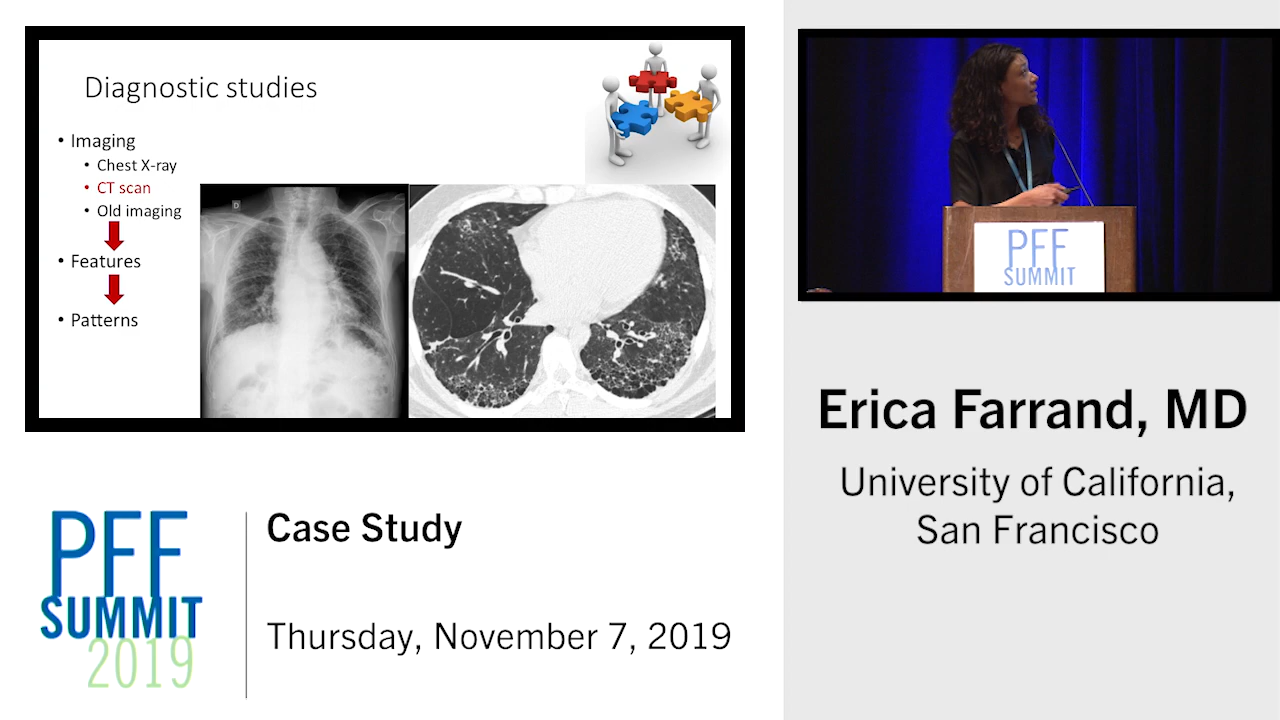 Diagnostic studies
• Imaging
• Chest X-ray
• CT scan
• Old imaging
• Features
• Patterns
D
PFF
SUMMIT
Erica Farrand, MD
University of California,
San Francisco
PFF
SUMMIT
2019
Case Study
Thursday, November 7, 2019